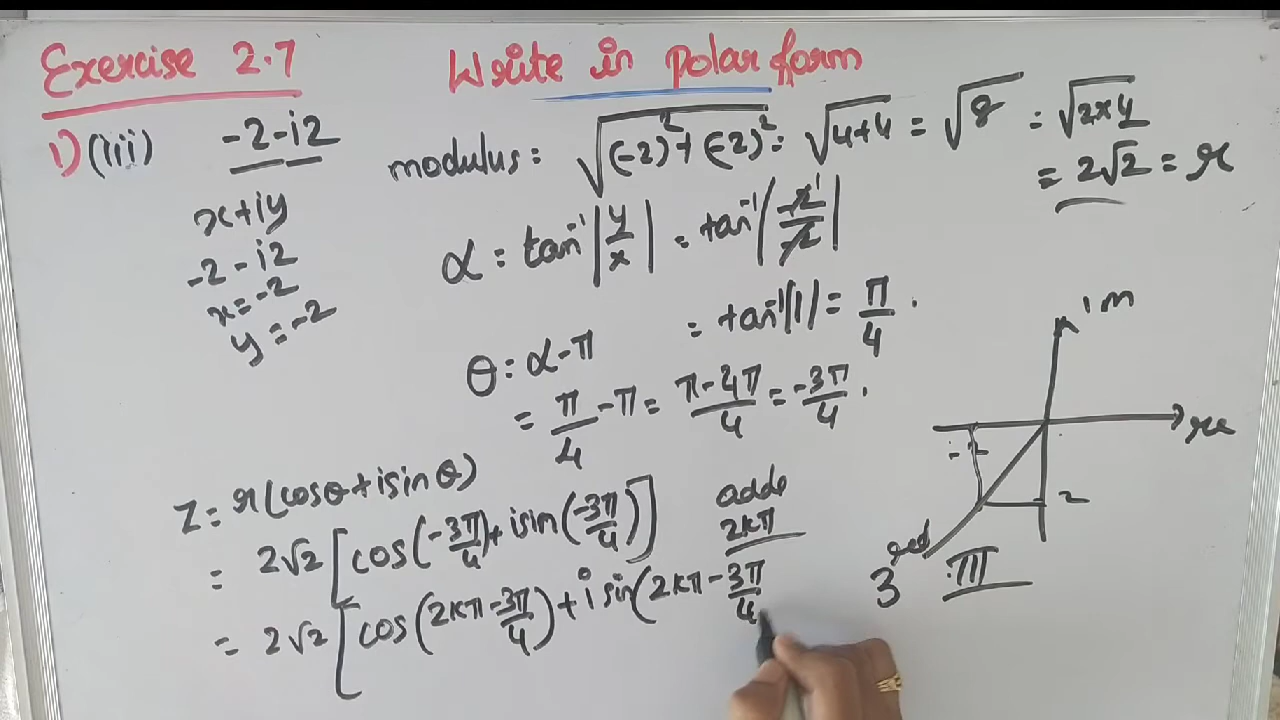 Exercise 2.7
Write in polar form
1) (iii) -2-i2
x+iy
-2-i2
x=-2
y=-2
modulus = √((-2)²+(-2)²) = √(4+4) = √8 = √(2×4)
= 2√2 = r
α = tan⁻¹|y/x| = tan⁻¹|-2/-2| 1
= tan⁻¹|1| = π/4 .
θ = α-π
= π/4 -π = (π-4π)/4 = -3π/4 .
Im
re
-2
-2
3rd III
Z = r(cosθ+isinθ)
= 2√2 [cos(-3π/4)+isin(-3π/4)]
adde
2kπ
= 2√2 [cos(2kπ-3π/4)+i sin(2kπ-3π/4